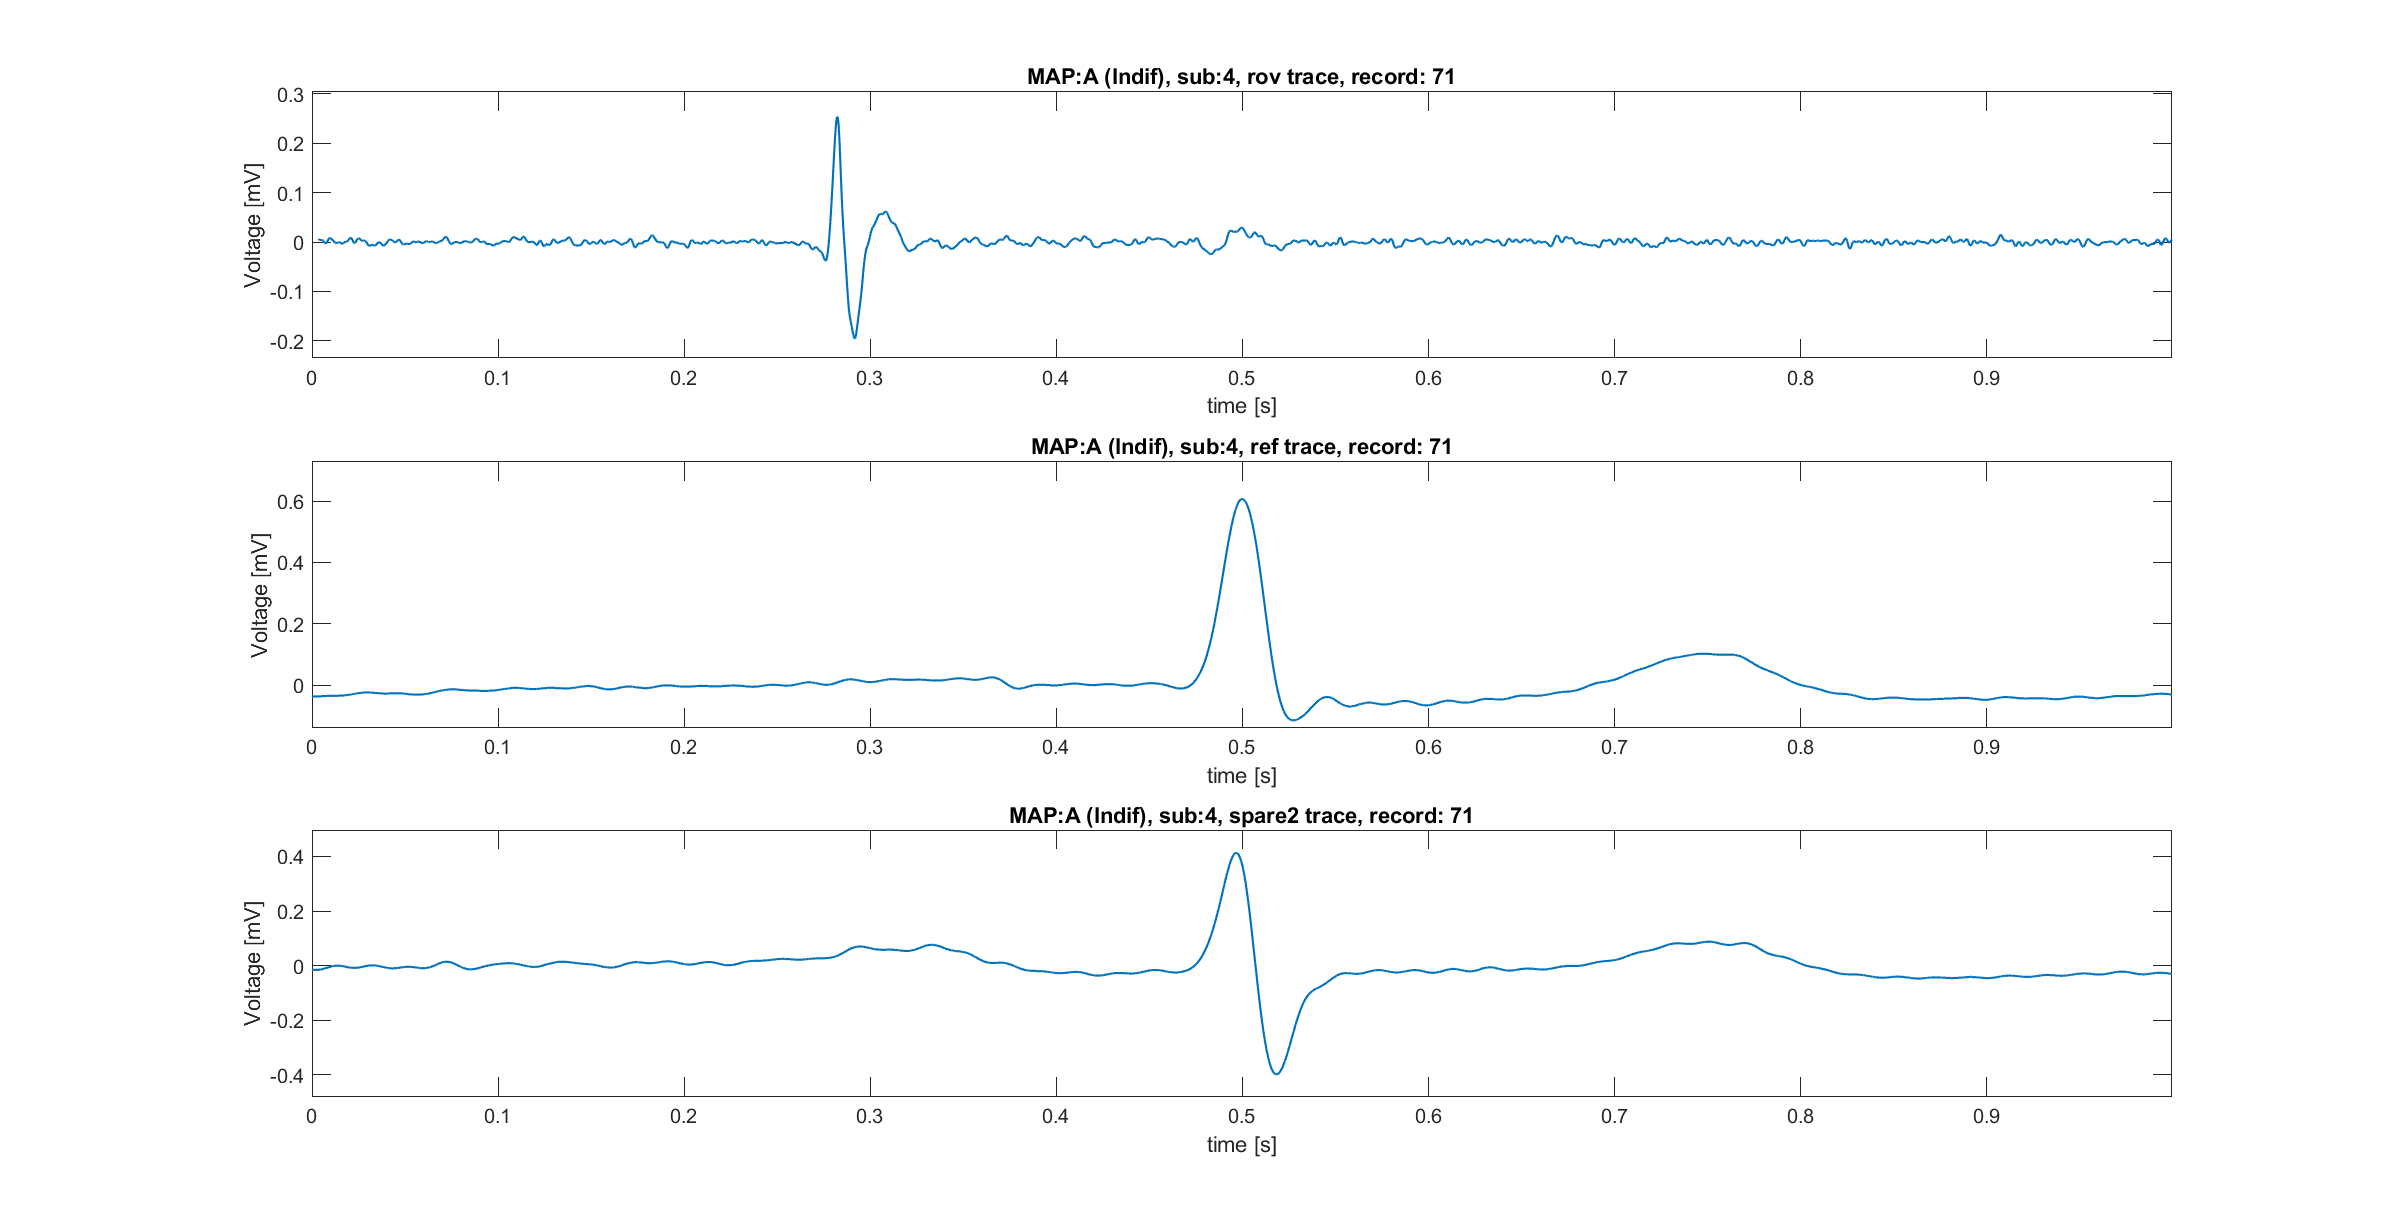 MAP:A (Indif), sub:4, rov trace, record: 71
0.3
0.2
0.1
0
-0.1
-0.2
Voltage [mV]
0 0.1 0.2 0.3 0.4 0.5 0.6 0.7 0.8 0.9
time [s]
MAP:A (Indif), sub:4, ref trace, record: 71
0.6
0.4
0.2
0
Voltage [mV]
0 0.1 0.2 0.3 0.4 0.5 0.6 0.7 0.8 0.9
time [s]
MAP:A (Indif), sub:4, spare2 trace, record: 71
0.4
0.2
0
-0.2
-0.4
Voltage [mV]
0 0.1 0.2 0.3 0.4 0.5 0.6 0.7 0.8 0.9
time [s]